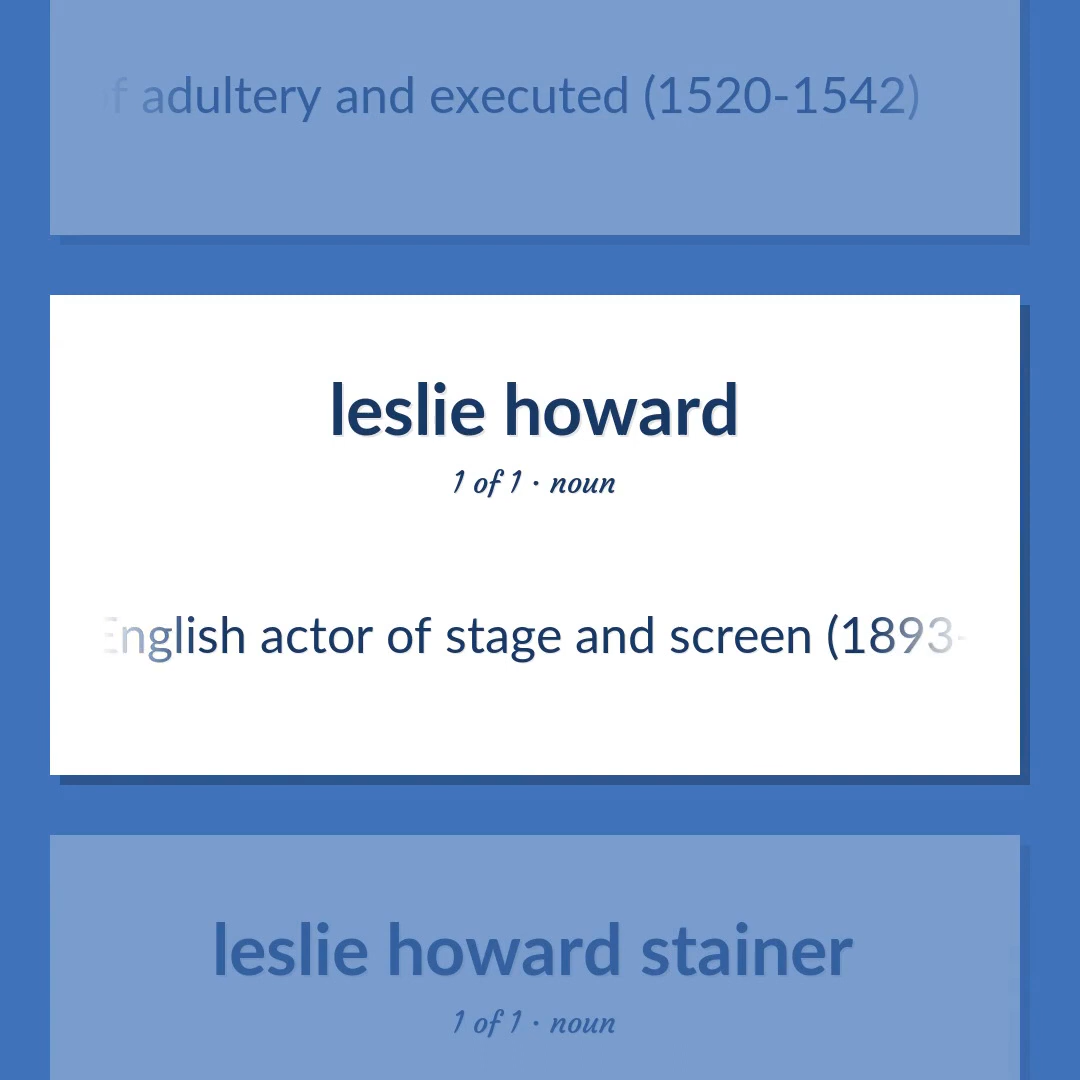 of adultery and executed (1520-1542)
leslie howard
1 of 1 · noun
English actor of stage and screen (1893-
leslie howard stainer
1 of 1 · noun